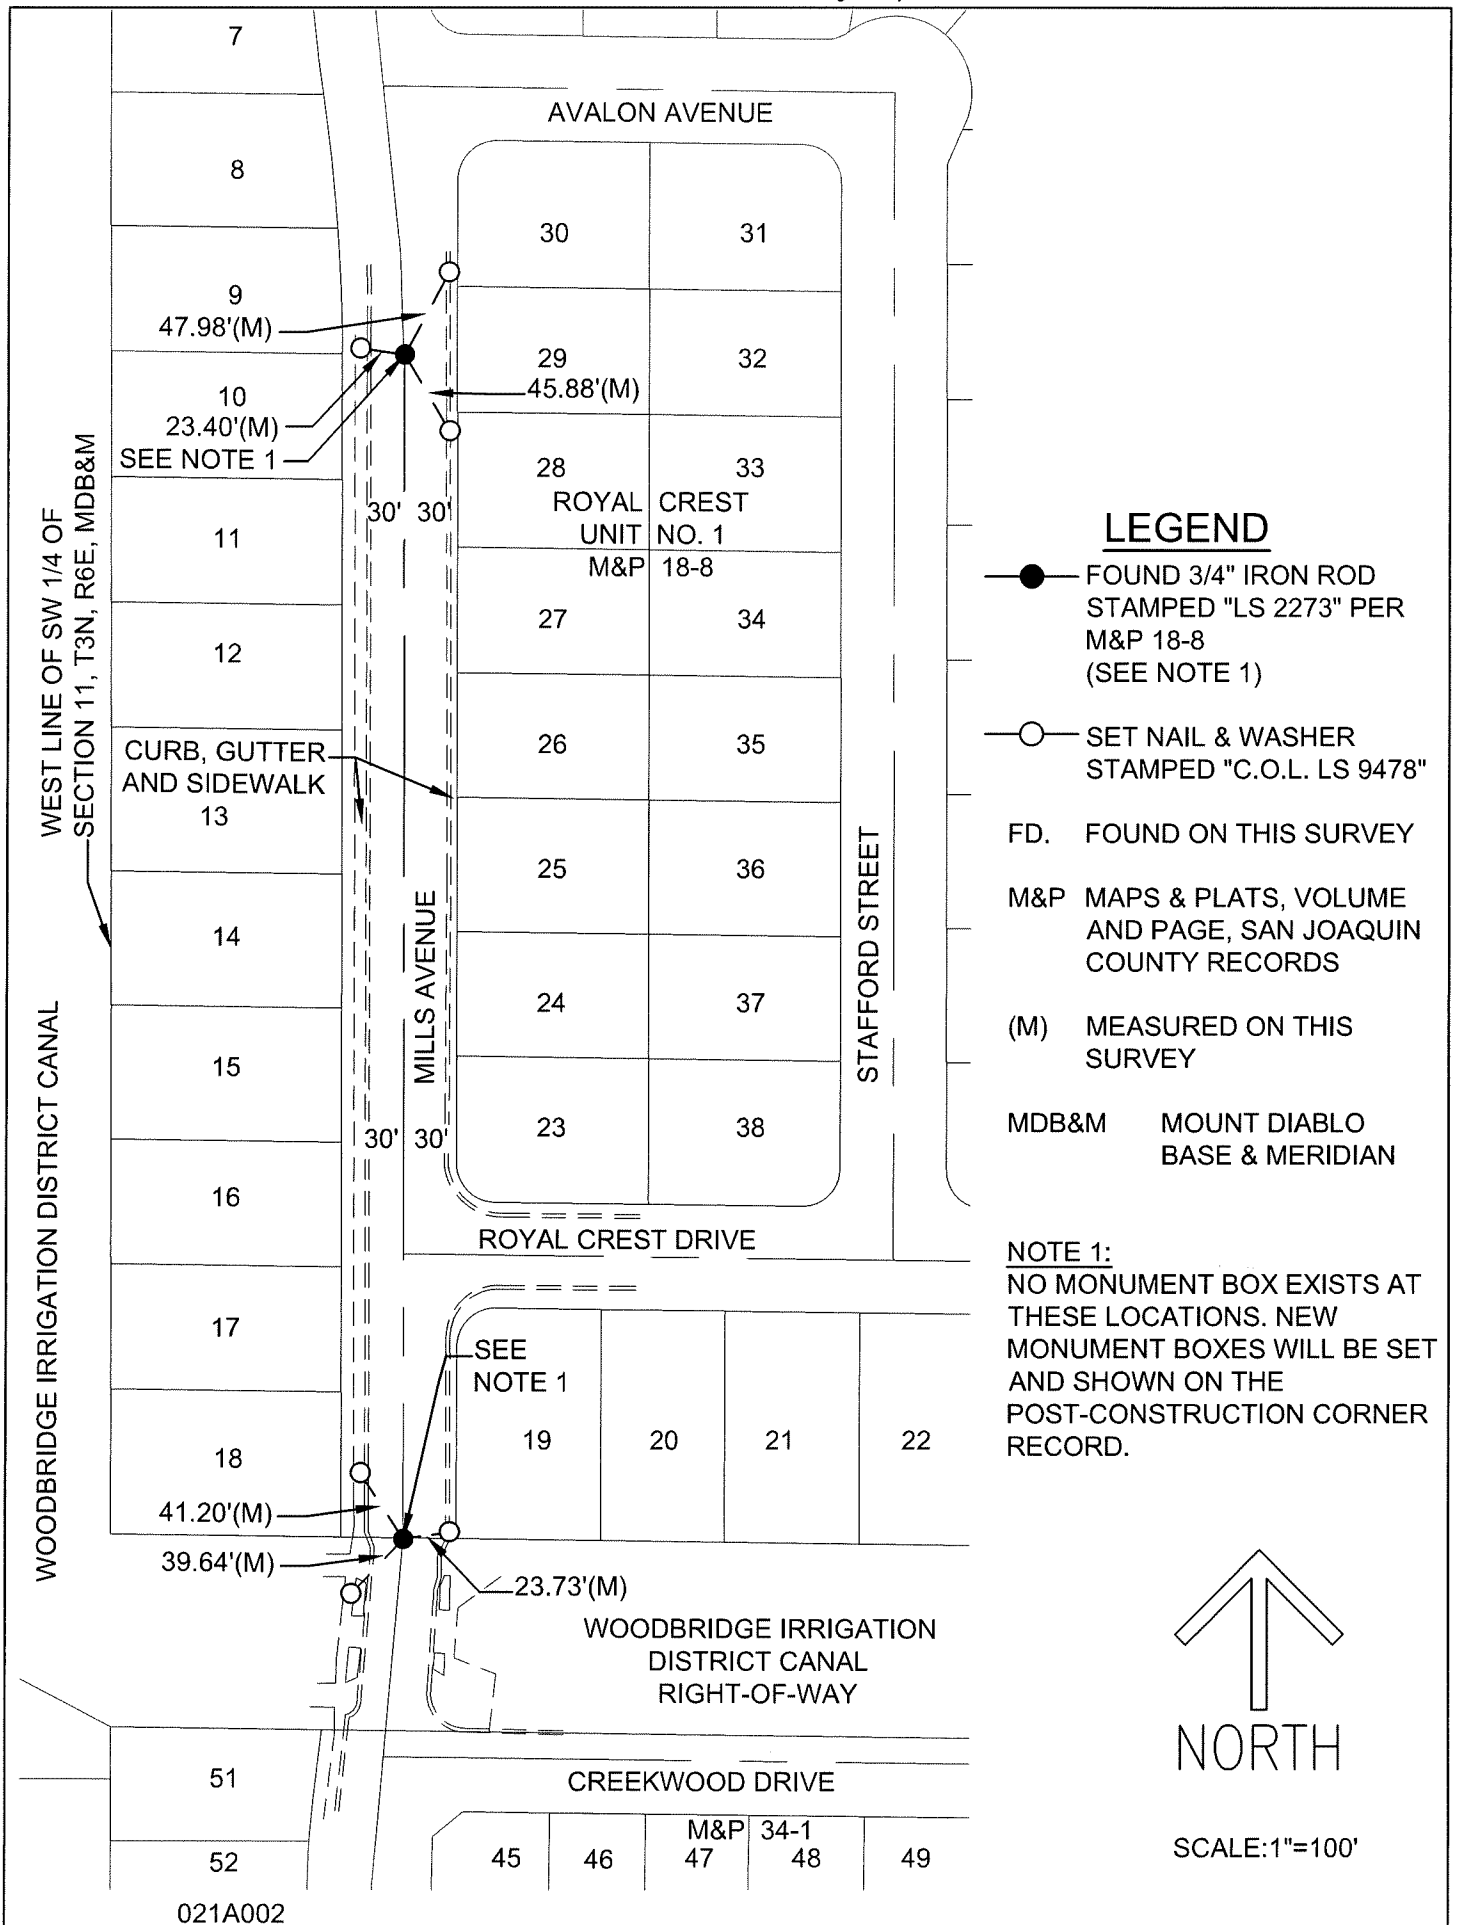 7
AVALON AVENUE
8
30
31
9
47.98'(M)
29
32
10
45.88'(M)
23.40'(M)
SEE NOTE 1
28
33
30' 30'
ROYAL CREST
UNIT NO. 1
M&P 18-8
11
27
34
12
WEST LINE OF SW 1/4 OF
SECTION 11, T3N, R6E, MDB&M
26
35
CURB, GUTTER
AND SIDEWALK
13
25
36
14
MILLS AVENUE
STAFFORD STREET
24
37
15
30' 30'
23
38
16
WOODBRIDGE IRRIGATION DISTRICT CANAL
ROYAL CREST DRIVE
17
SEE
NOTE 1
18
19
20
21
22
41.20'(M)
39.64'(M)
23.73'(M)
WOODBRIDGE IRRIGATION
DISTRICT CANAL
RIGHT-OF-WAY
51
CREEKWOOD DRIVE
M&P 34-1
52
45
46
47
48
49
021A002
LEGEND
FOUND 3/4" IRON ROD
STAMPED "LS 2273" PER
M&P 18-8
(SEE NOTE 1)
SET NAIL & WASHER
STAMPED "C.O.L. LS 9478"
FD. FOUND ON THIS SURVEY
M&P MAPS & PLATS, VOLUME
AND PAGE, SAN JOAQUIN
COUNTY RECORDS
(M) MEASURED ON THIS
SURVEY
MDB&M MOUNT DIABLO
BASE & MERIDIAN
NOTE 1:
NO MONUMENT BOX EXISTS AT
THESE LOCATIONS. NEW
MONUMENT BOXES WILL BE SET
AND SHOWN ON THE
POST-CONSTRUCTION CORNER
RECORD.
NORTH
SCALE:1"=100'